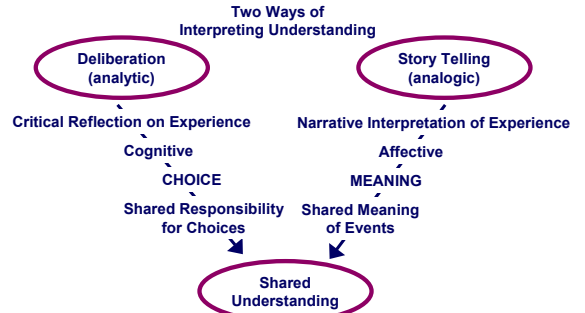 Two Ways of
Interpreting Understanding
Deliberation
(analytic)
Story Telling
(analogic)
Critical Reflection on Experience
Narrative Interpretation of Experience
Cognitive
Affective
CHOICE
MEANING
Shared Responsibility
for Choices
Shared Meaning
of Events
Shared
Understanding